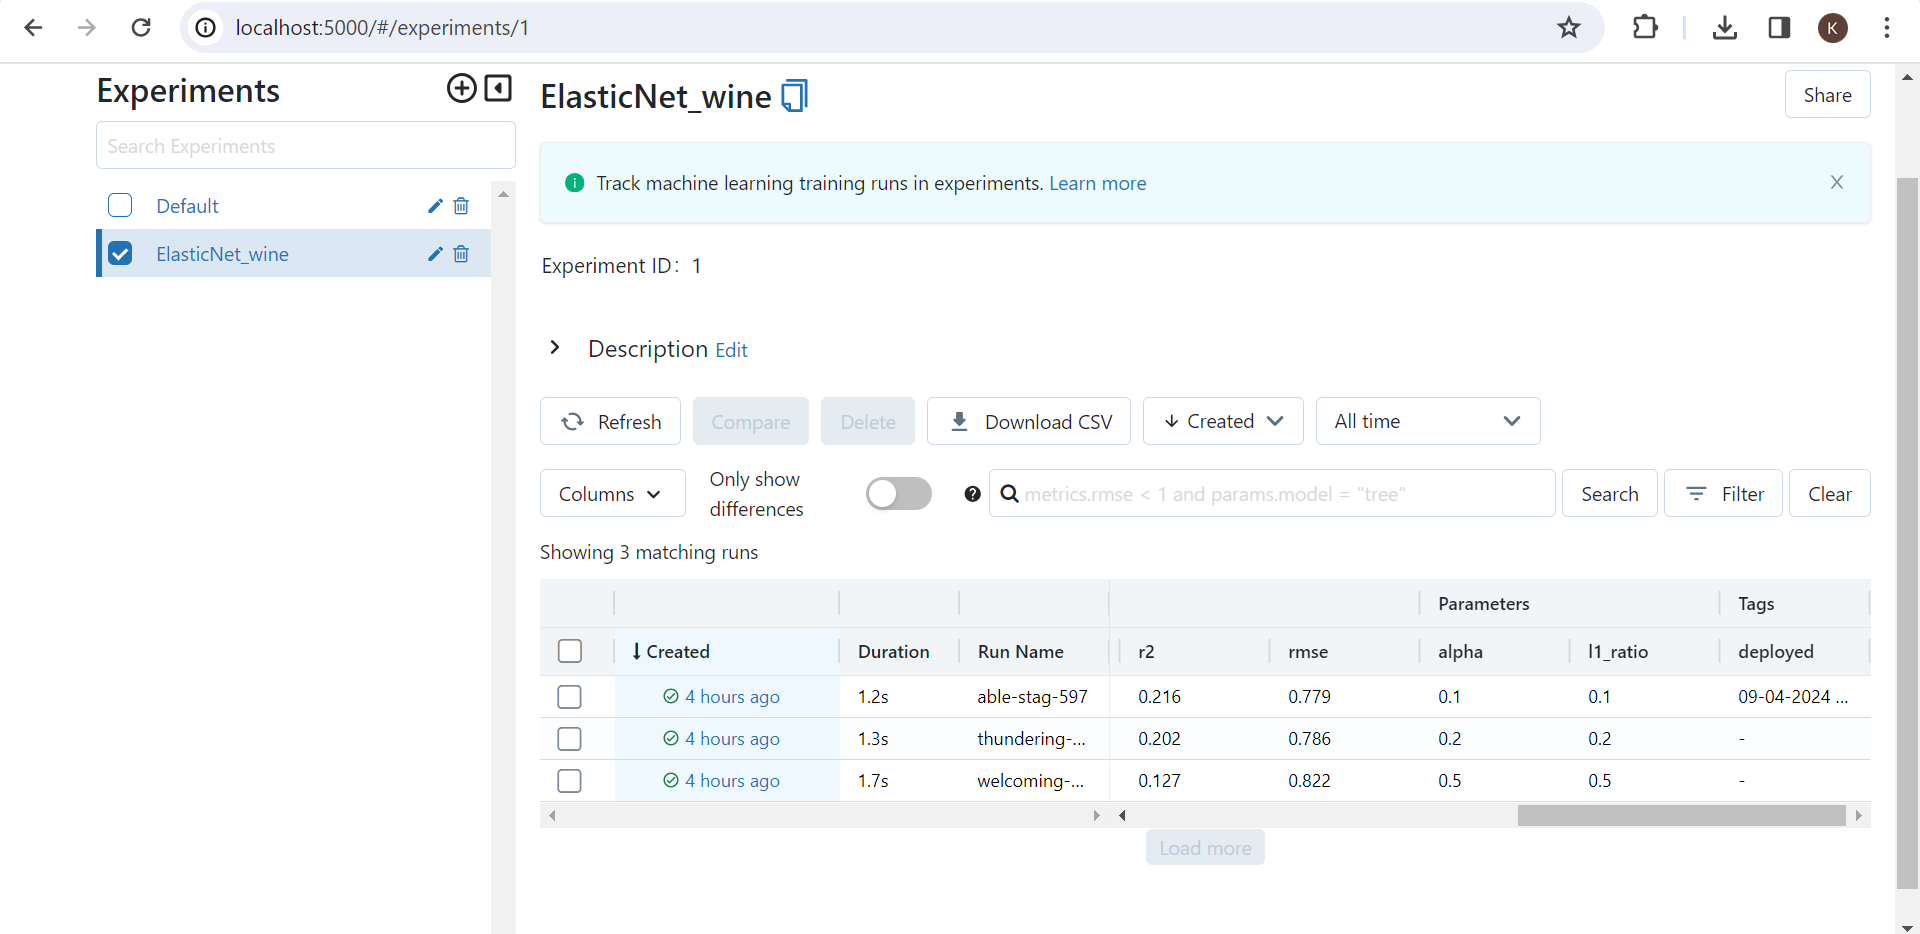 localhost:5000/#/experiments/1
K
Experiments
Search Experiments
Default
ElasticNet_wine
ElasticNet_wine
Share
Track machine learning training runs in experiments. Learn more
Experiment ID: 1
Description Edit
Refresh
Compare
Delete
Download CSV
Created
All time
Columns
Only show
differences
metrics.rmse < 1 and params.model = "tree"
Search
Filter
Clear
Showing 3 matching runs
Parameters Tags
Created Duration Run Name r2 rmse alpha l1_ratio deployed
4 hours ago 1.2s able-stag-597 0.216 0.779 0.1 0.1 09-04-2024 ...
4 hours ago 1.3s thundering-... 0.202 0.786 0.2 0.2 -
4 hours ago 1.7s welcoming-... 0.127 0.822 0.5 0.5 -
Load more